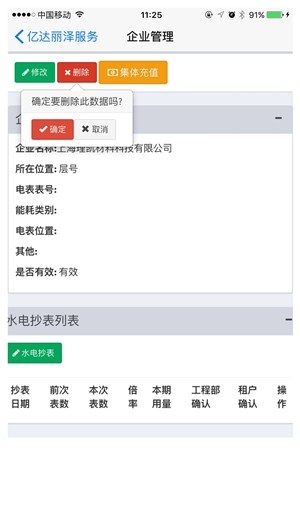 中国移动 11:25 91%
亿达丽泽服务 企业管理
修改 删除 集体充值
确定要删除此数据吗?
确定 取消
企业名称:上海理凯材料科技有限公司
所在位置: 层号
电表表号:
能耗类别:
电表位置:
其他:
是否有效: 有效
水电抄表列表
水电抄表
抄表 前次 本次 倍 本期 工程部 租户 操
日期 表数 表数 率 用量 确认 确认 作